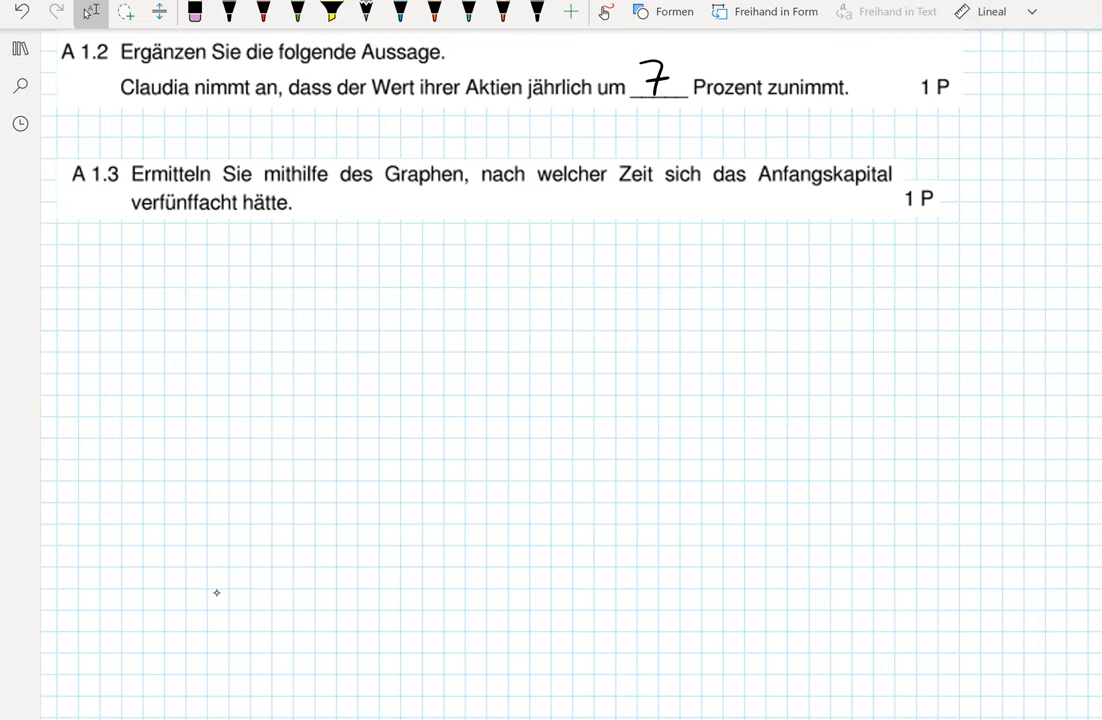 Formen Freihand in Form Freihand in Text Lineal
A 1.2 Ergänzen Sie die folgende Aussage.
Claudia nimmt an, dass der Wert ihrer Aktien jährlich um 7 Prozent zunimmt. 1 P
A 1.3 Ermitteln Sie mithilfe des Graphen, nach welcher Zeit sich das Anfangskapital
verfünffacht hätte. 1 P